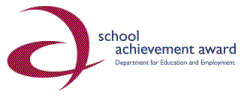 school
achievement award
Department for Education and Employment